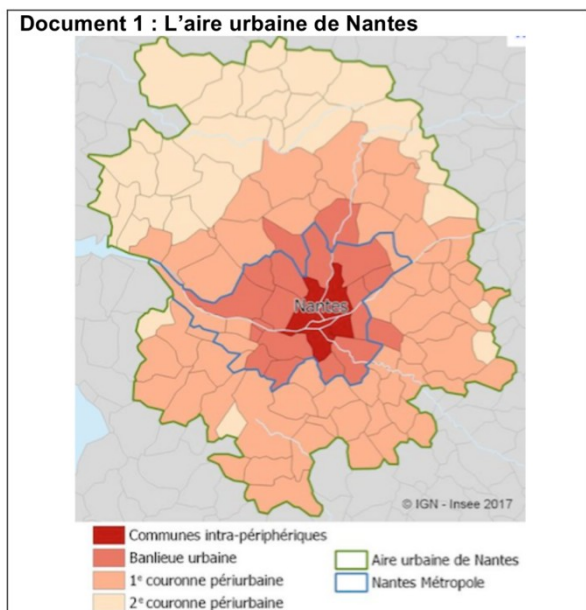 Document 1 : L'aire urbaine de Nantes
Nantes
© IGN - Insee 2017
Communes intra-périphériques
Banlieue urbaine
1e couronne périurbaine
2e couronne périurbaine
Aire urbaine de Nantes
Nantes Métropole